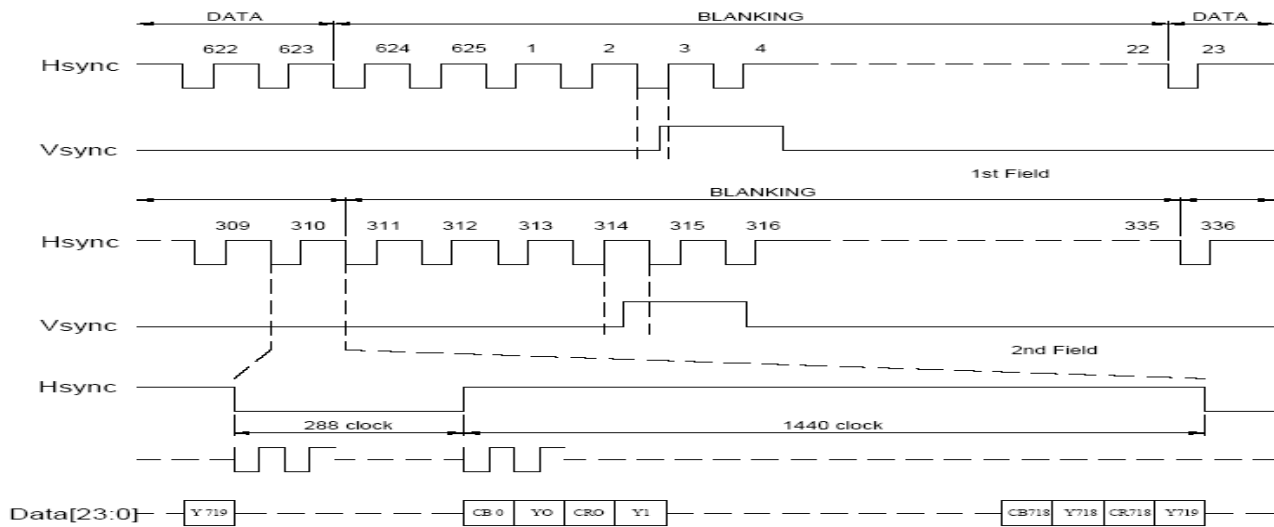 DATA BLANKING DATA
622 623 624 625 1 2 3 4 22 23
Hsync
Vsync
1st Field
BLANKING
309 310 311 312 313 314 315 316 335 336
Hsync
Vsync
2nd Field
Hsync
288 clock 1440 clock
Data[23:0] Y 719 CB 0 YO CRO Y1 CB718 Y718 CR718 Y719